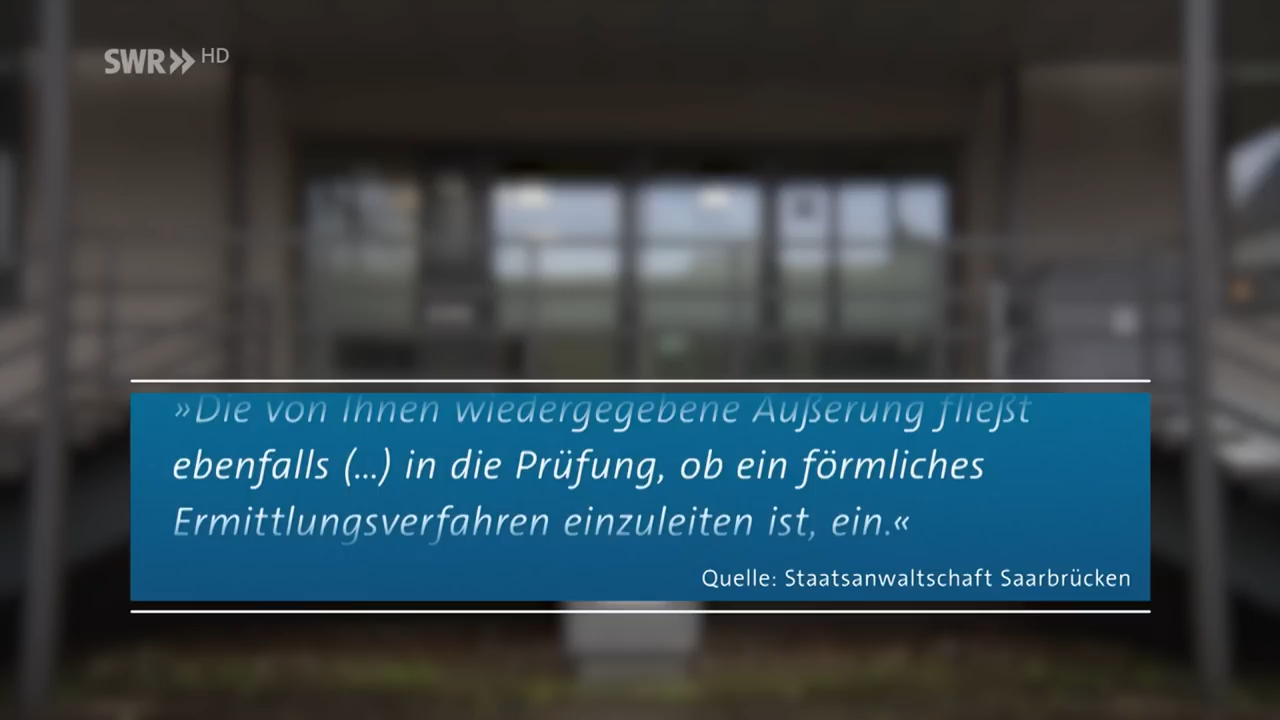 SWR» HD
»Die von Ihnen wiedergegebene Äußerung fließt
ebenfalls (...) in die Prüfung, ob ein förmliches
Ermittlungsverfahren einzuleiten ist, ein.«
Quelle: Staatsanwaltschaft Saarbrücken